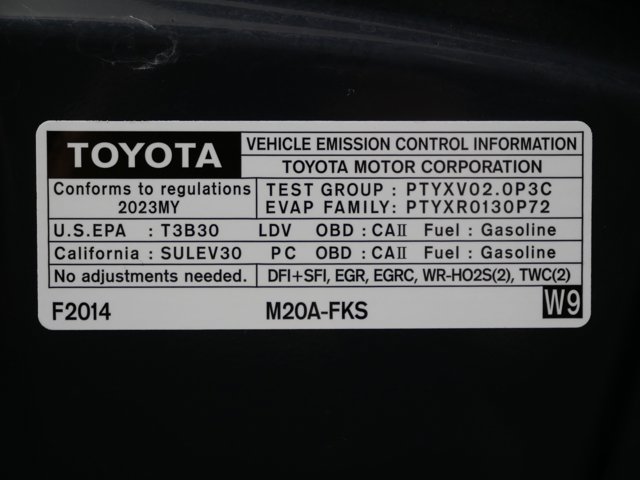 TOYOTA
VEHICLE EMISSION CONTROL INFORMATION
TOYOTA MOTOR CORPORATION
Conforms to regulations
2023MY
TEST GROUP : PTYXV02.0P3C
EVAP FAMILY: PTYXR0130P72
U.S.EPA : T3B30 LDV OBD : CAII Fuel : Gasoline
California : SULEV30 PC OBD : CAII Fuel : Gasoline
No adjustments needed. DFI+SFI, EGR, EGRC, WR-HO2S(2), TWC(2)
F2014 M20A-FKS W9